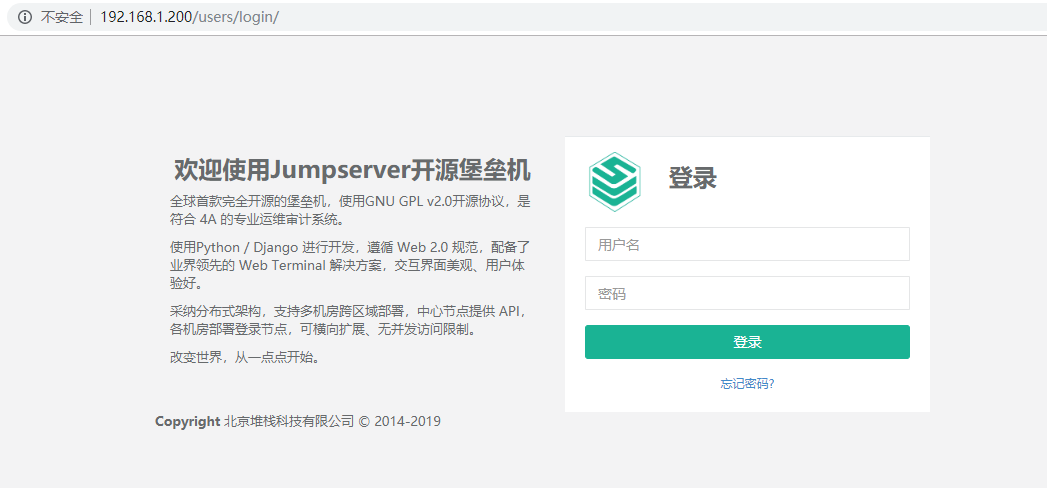 不安全 | 192.168.1.200/users/login/
欢迎使用Jumpserver开源堡垒机
全球首款完全开源的堡垒机，使用GNU GPL v2.0开源协议，是
符合 4A 的专业运维审计系统。
使用Python / Django 进行开发，遵循 Web 2.0 规范，配备了
业界领先的 Web Terminal 解决方案，交互界面美观、用户体
验好。
采纳分布式架构，支持多机房跨区域部署，中心节点提供 API，
各机房部署登录节点，可横向扩展、无并发访问限制。
改变世界，从一点点开始。
Copyright 北京堆栈科技有限公司 © 2014-2019
登录
用户名
密码
登录
忘记密码?